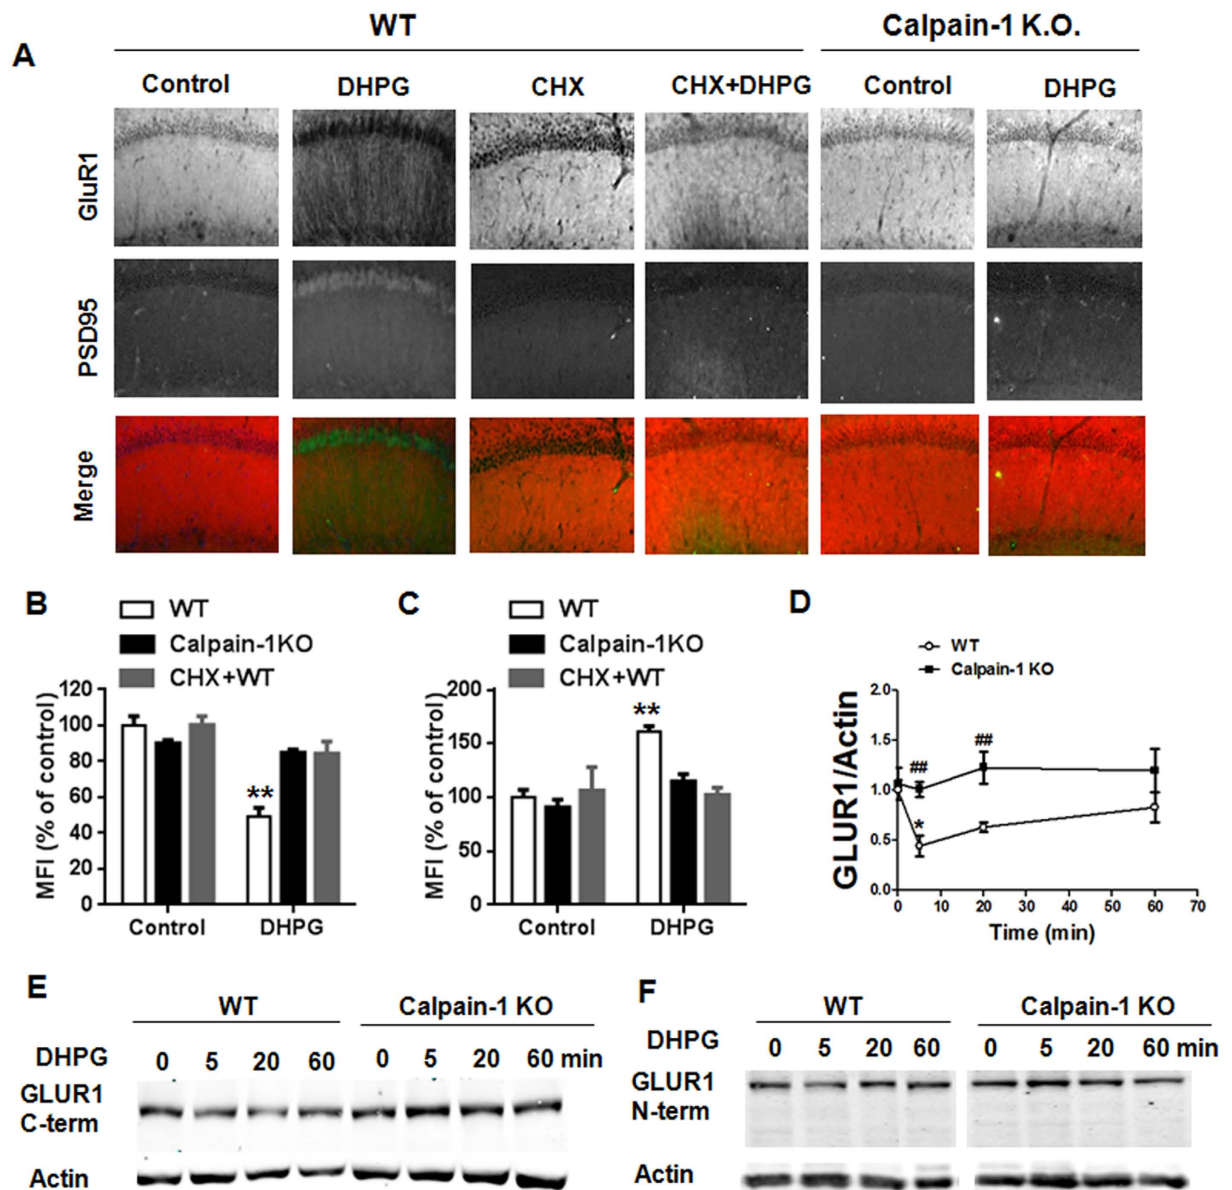 WT Calpain-1 K.O.
A
Control DHPG CHX CHX+DHPG Control DHPG
GluR1
PSD95
Merge
B
WT
Calpain-1KO
CHX+WT
MFI (% of control)
120
100
80
60
40
20
0
**
Control DHPG
C
WT
Calpain-1KO
CHX+WT
MFI (% of control)
200
150
100
50
0
**
Control DHPG
D
WT
Calpain-1 KO
GLUR1/Actin
2.0
1.5
1.0
0.5
0.0
## ##
*
0 10 20 30 40 50 60 70
Time (min)
E
WT Calpain-1 KO
DHPG 0 5 20 60 0 5 20 60 min
GLUR1
C-term
Actin
F
WT Calpain-1 KO
DHPG 0 5 20 60 0 5 20 60 min
GLUR1
N-term
Actin